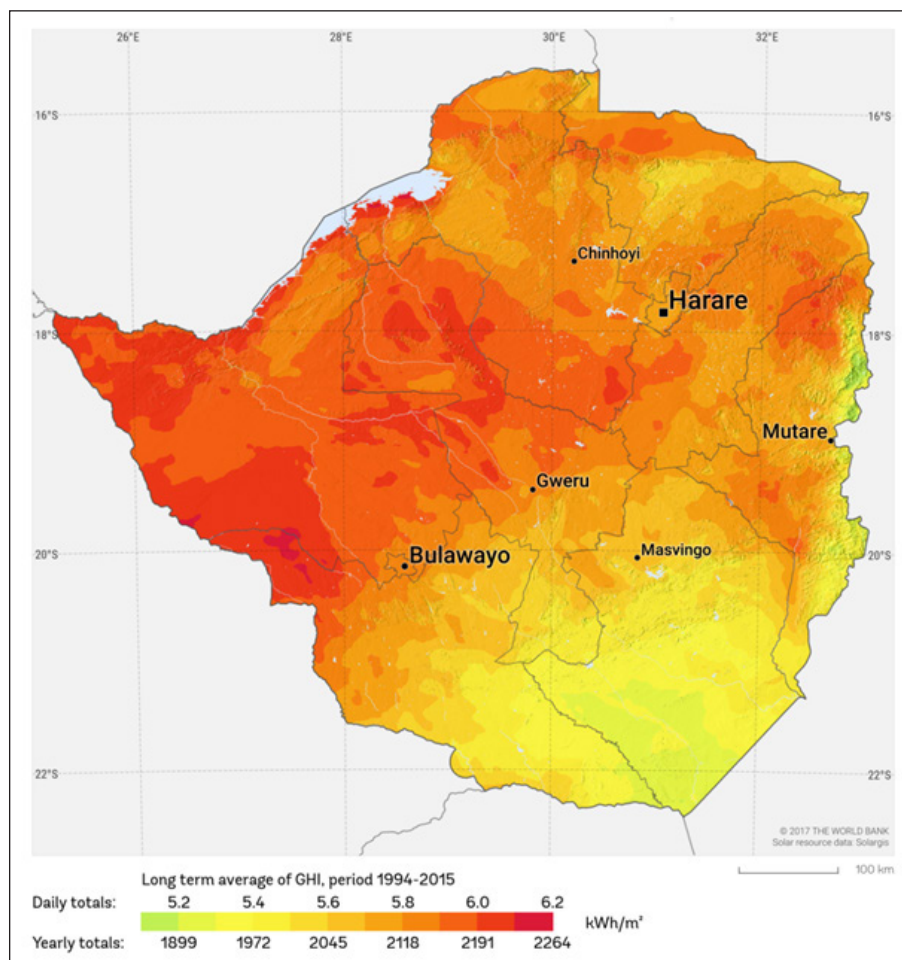 26°E 28°E 30°E 32°E
16°S 16°S
Chinhoyi
Harare
18°S 18°S
Mutare
Gweru
20°S 20°S
Bulawayo
Masvingo
22°S 22°S
© 2017 THE WORLD BANK
Solar resource data: Solargis
100 km
Long term average of GHI, period 1994-2015
Daily totals: 5.2 5.4 5.6 5.8 6.0 6.2
kWh/m²
Yearly totals: 1899 1972 2045 2118 2191 2264